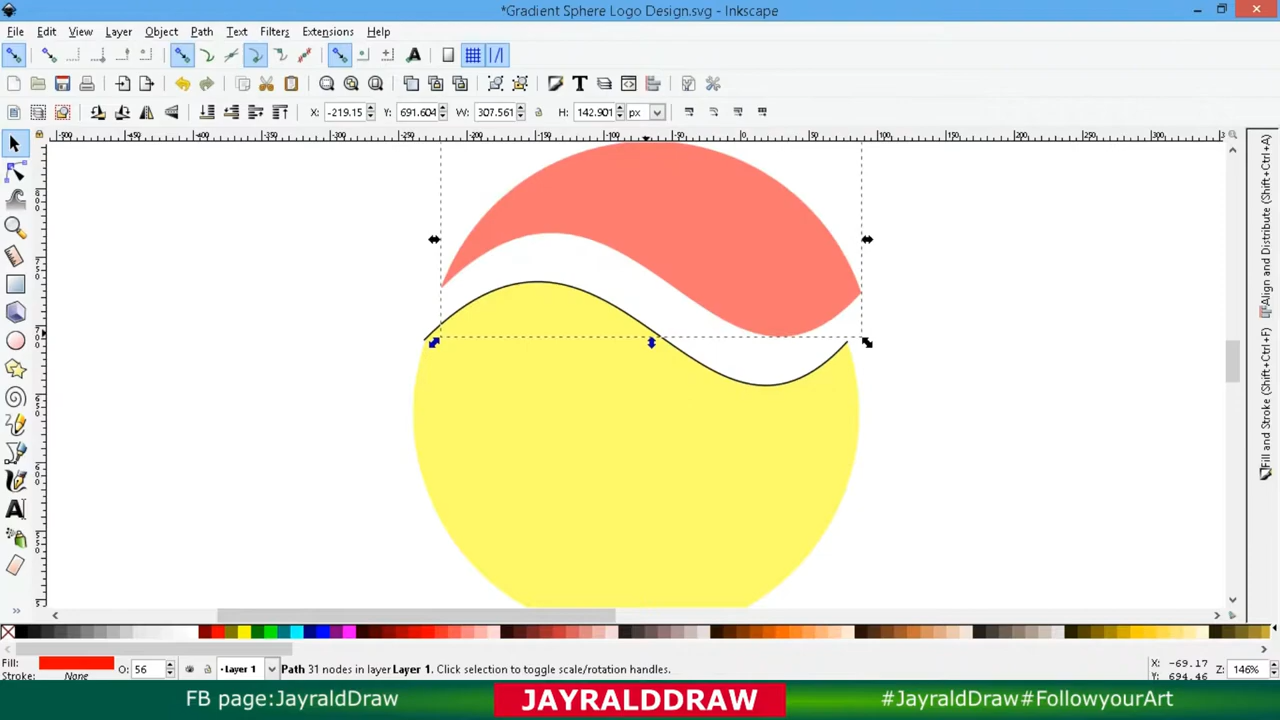 *Gradient Sphere Logo Design.svg - Inkscape
File Edit View Layer Object Path Text Filters Extensions Help
X: -219.15 Y: 691.604 W: 307.561 H: 142.901 px
Align and Distribute (Shift+Ctrl+A)
Fill and Stroke (Shift+Ctrl+F)
Fill: O: 56 Layer 1 Path 31 nodes in layer Layer 1. Click selection to toggle scale/rotation handles. X: -69.17 Z: 146%
Stroke: None Y: 694.46
FB page:JayraldDraw JAYRALDDRAW #JayraldDraw#FollowyourArt